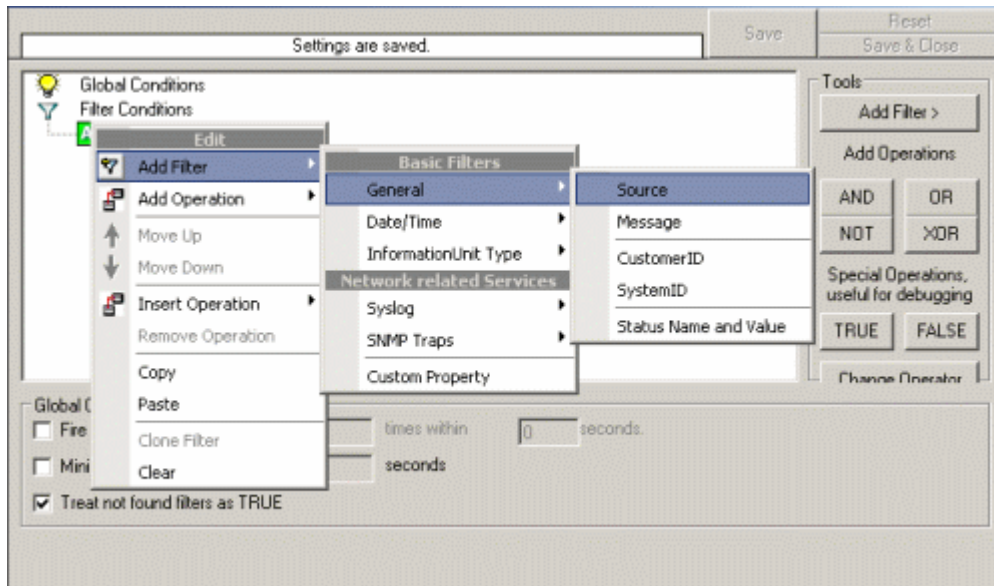 Reset
Save
Settings are saved.
Save & Close
Global Conditions
Filter Conditions
Tools
Add Filter >
Add Operations
AND
OR
NOT
XOR
Special Operations,
useful for debugging
TRUE
FALSE
Change Operator
Edit
Add Filter
Add Operation
Move Up
Move Down
Insert Operation
Remove Operation
Copy
Paste
Clone Filter
Clear
Basic Filters
General
Date/Time
InformationUnit Type
Network related Services
Syslog
SNMP Traps
Custom Property
Source
Message
CustomerID
SystemID
Status Name and Value
Fire
times within
0
seconds.
seconds
Treat not found filters as TRUE